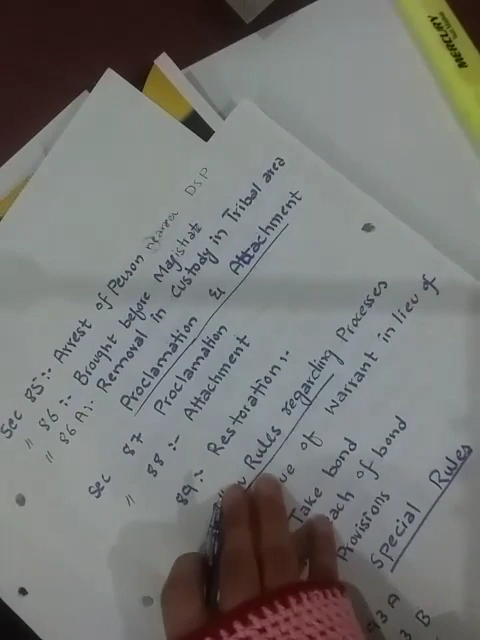 MERCURY
Sec 85:- Arrest of Person DSP
" 86:- Brought before Magistrate
" 86 A:- Removal in Custody in Tribal area
Proclamation & Attachment
Sec 87 Proclamation
" 88:- Attachment
89:- Restoration:-
Rules regarding Processes
of warrant in lieu of
Take bond
of bond
Provisions
Special Rules
93 A
B